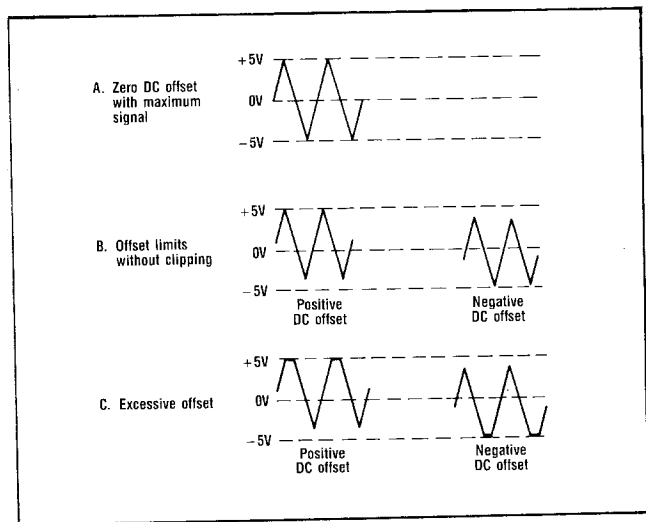 A. Zero DC offset
with maximum
signal
+5V
0V
−5V
B. Offset limits
without clipping
+5V
0V
−5V
Positive
DC offset
Negative
DC offset
C. Excessive offset
+5V
0V
−5V
Positive
DC offset
Negative
DC offset